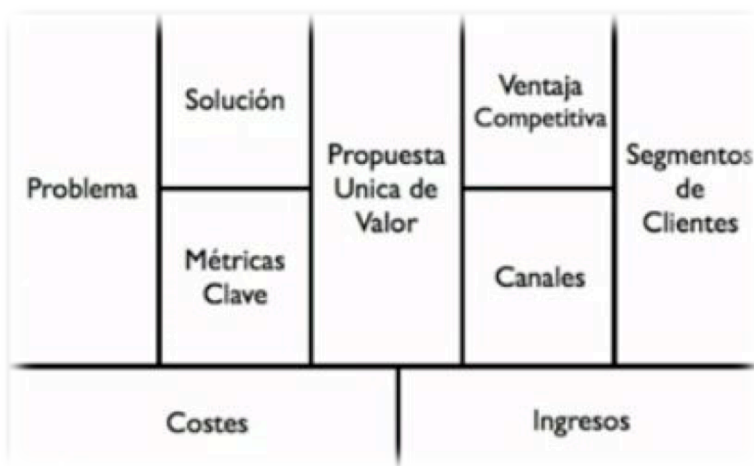 Problema
Solución
Métricas
Clave
Propuesta
Unica de
Valor
Ventaja
Competitiva
Canales
Segmentos
de
Clientes
Costes
Ingresos